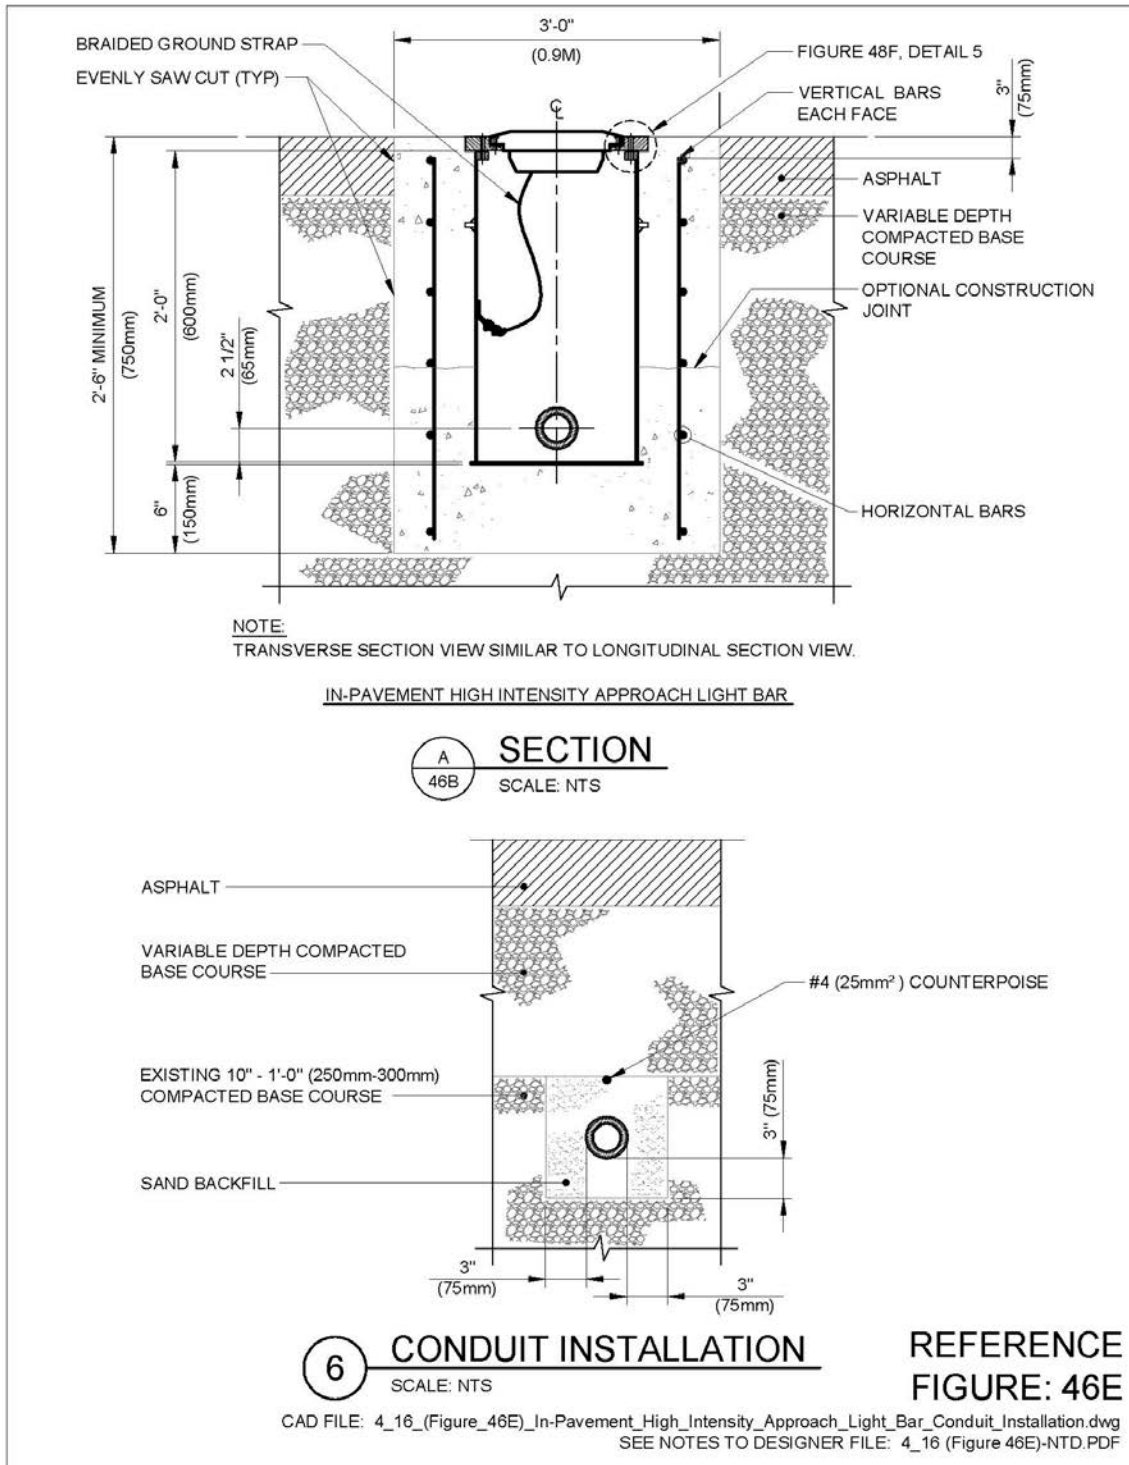 3'-0"
(0.9M)
BRAIDED GROUND STRAP
EVENLY SAW CUT (TYP)
FIGURE 48F, DETAIL 5
VERTICAL BARS
EACH FACE
3"
(75mm)
ASPHALT
VARIABLE DEPTH
COMPACTED BASE
COURSE
OPTIONAL CONSTRUCTION
JOINT
HORIZONTAL BARS
2'-6" MINIMUM
(750mm)
2'-0"
(600mm)
2 1/2"
(65mm)
6"
(150mm)
CL
NOTE:
TRANSVERSE SECTION VIEW SIMILAR TO LONGITUDINAL SECTION VIEW.
IN-PAVEMENT HIGH INTENSITY APPROACH LIGHT BAR
A
46B
SECTION
SCALE: NTS
ASPHALT
VARIABLE DEPTH COMPACTED
BASE COURSE
#4 (25mm²) COUNTERPOISE
EXISTING 10" - 1'-0" (250mm-300mm)
COMPACTED BASE COURSE
3" (75mm)
SAND BACKFILL
3"
(75mm)
3"
(75mm)
6
CONDUIT INSTALLATION
SCALE: NTS
REFERENCE
FIGURE: 46E
CAD FILE: 4_16_(Figure_46E)_In-Pavement_High_Intensity_Approach_Light_Bar_Conduit_Installation.dwg
SEE NOTES TO DESIGNER FILE: 4_16 (Figure 46E)-NTD.PDF